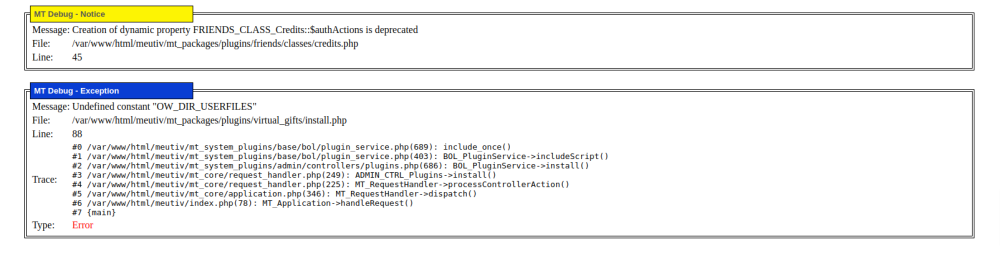 MT Debug - Notice
Message: Creation of dynamic property FRIENDS_CLASS_Credits::$authActions is deprecated
File: /var/www/html/meutiv/mt_packages/plugins/friends/classes/credits.php
Line: 45
MT Debug - Exception
Message: Undefined constant "OW_DIR_USERFILES"
File: /var/www/html/meutiv/mt_packages/plugins/virtual_gifts/install.php
Line: 88
Trace:
#0 /var/www/html/meutiv/mt_system_plugins/base/bol/plugin_service.php(689): include_once()
#1 /var/www/html/meutiv/mt_system_plugins/base/bol/plugin_service.php(403): BOL_PluginService->includeScript()
#2 /var/www/html/meutiv/mt_system_plugins/admin/controllers/plugins.php(686): BOL_PluginService->install()
#3 /var/www/html/meutiv/mt_core/request_handler.php(249): ADMIN_CTRL_Plugins->install()
#4 /var/www/html/meutiv/mt_core/request_handler.php(225): MT_RequestHandler->processControllerAction()
#5 /var/www/html/meutiv/mt_core/application.php(346): MT_RequestHandler->dispatch()
#6 /var/www/html/meutiv/index.php(78): MT_Application->handleRequest()
#7 {main}
Type: Error